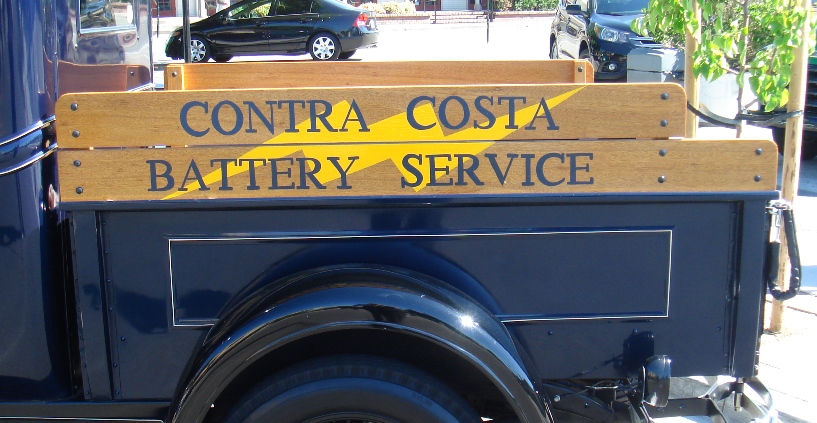 CONTRA COSTA
BATTERY SERVICE